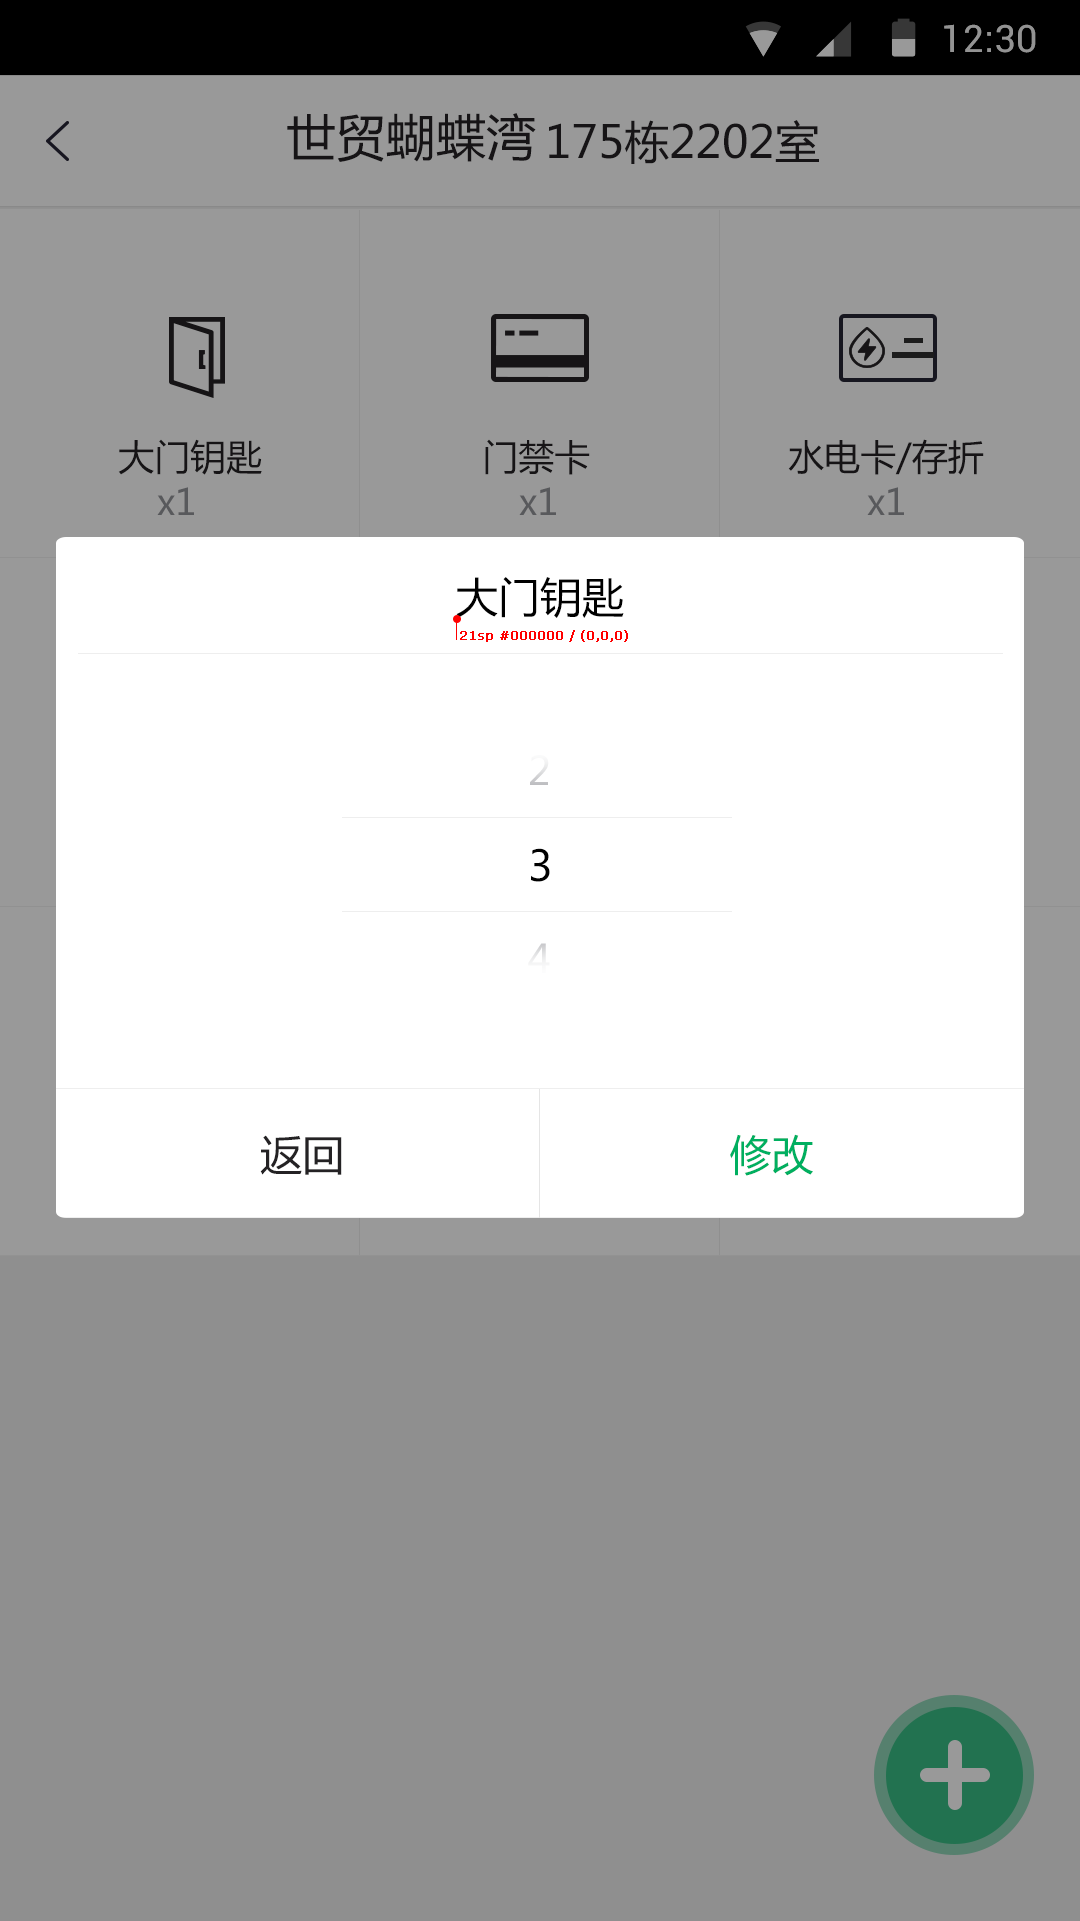 12:30
世贸蝴蝶湾 175栋2202室
大门钥匙 门禁卡 水电卡/存折
x1 x1 x1
大门钥匙
21sp #000000 / (0,0,0)
2
3
4
返回 修改